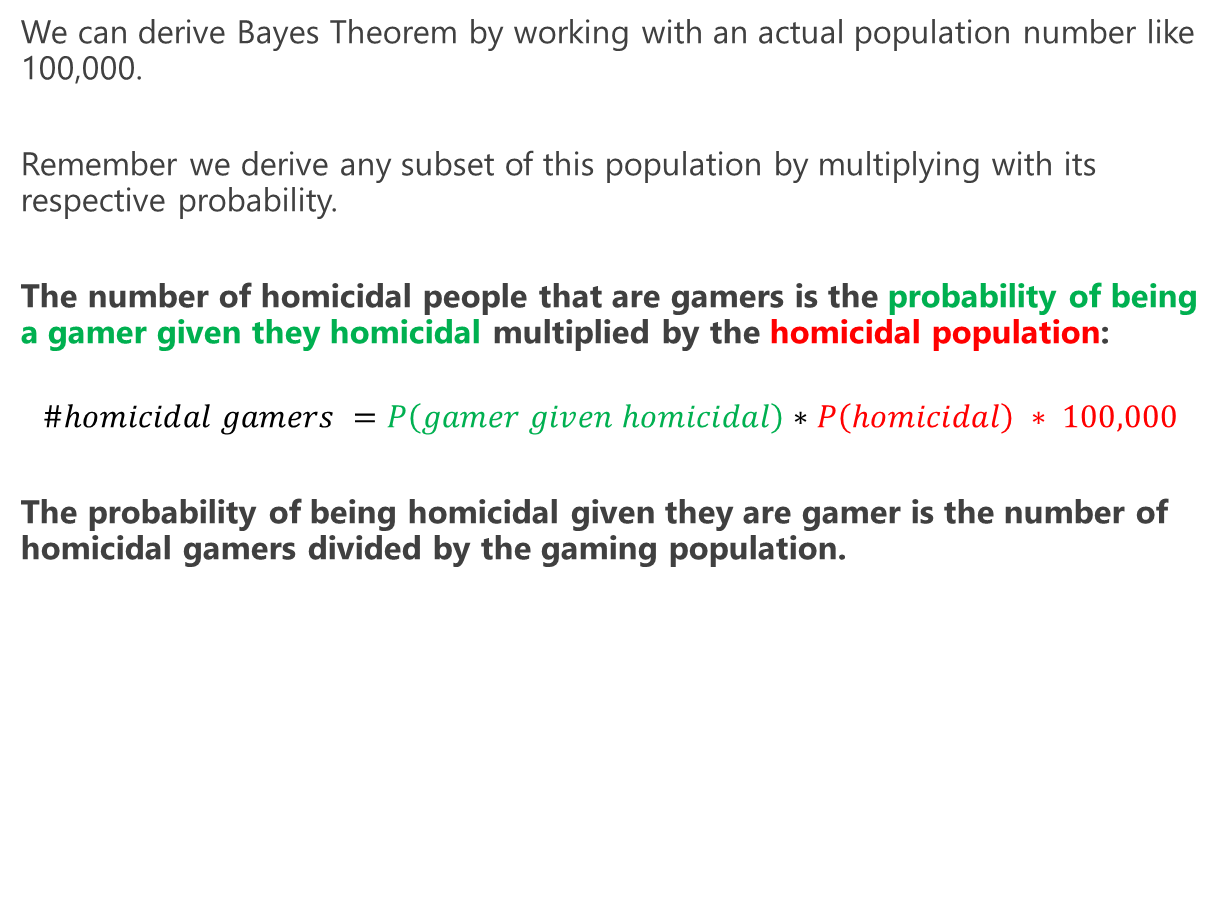 We can derive Bayes Theorem by working with an actual population number like
100,000.
Remember we derive any subset of this population by multiplying with its
respective probability.
The number of homicidal people that are gamers is the probability of being
a gamer given they homicidal multiplied by the homicidal population:
#homicidal gamers = P(gamer given homicidal) * P(homicidal) * 100,000
The probability of being homicidal given they are gamer is the number of
homicidal gamers divided by the gaming population.